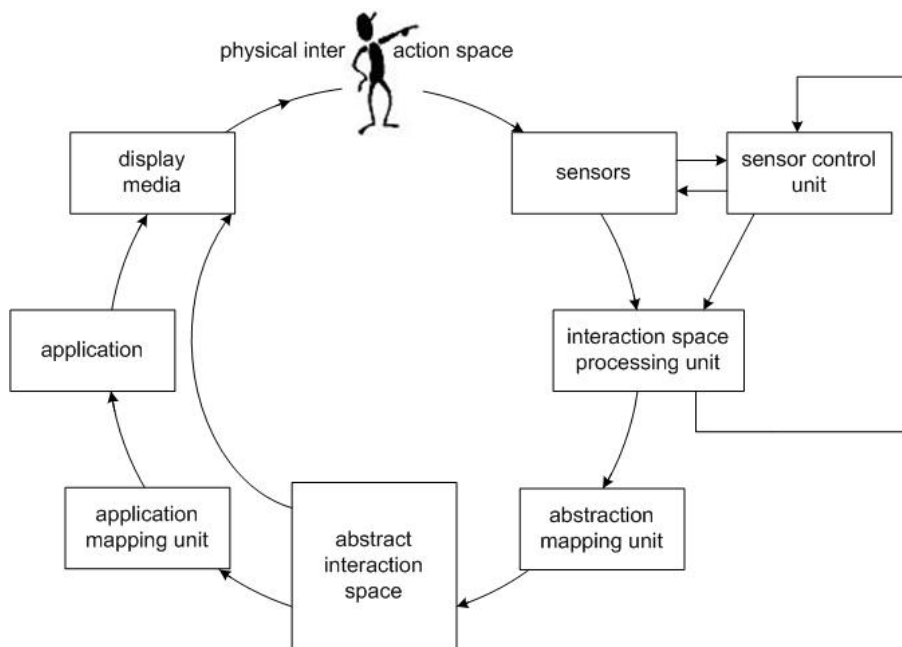 physical inter action space
display
media
sensors
sensor control
unit
application
interaction space
processing unit
application
mapping unit
abstract
interaction
space
abstraction
mapping unit